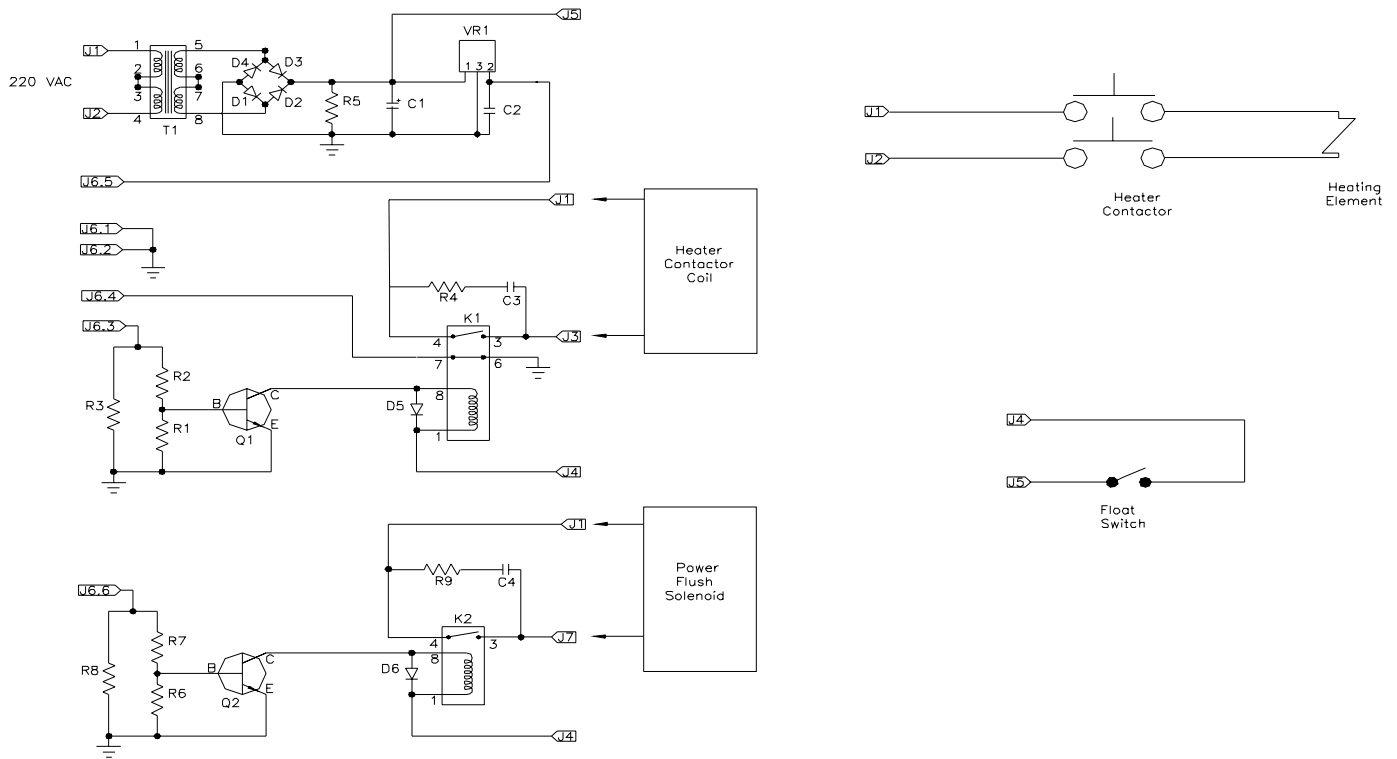 J5
VR1
1 3 2
J1
1
5
D4
D3
220 VAC
2
6
3
7
D1
D2
R5
+
C1
C2
J2
4
8
T1
J6.5
J1
J6.1
J6.2
Heater
Contactor
Coil
J6.4
R4
C3
K1
J6.3
4
3
J3
7
6
R2
R3
B
C
D5
8
R1
Q1
E
1
J4
J1
Power
Flush
Solenoid
R9
C4
J6.6
K2
4
3
J7
R7
C
8
R8
B
D6
R6
Q2
E
1
J4
J1
J2
Heater
Contactor
Heating
Element
J4
J5
Float
Switch